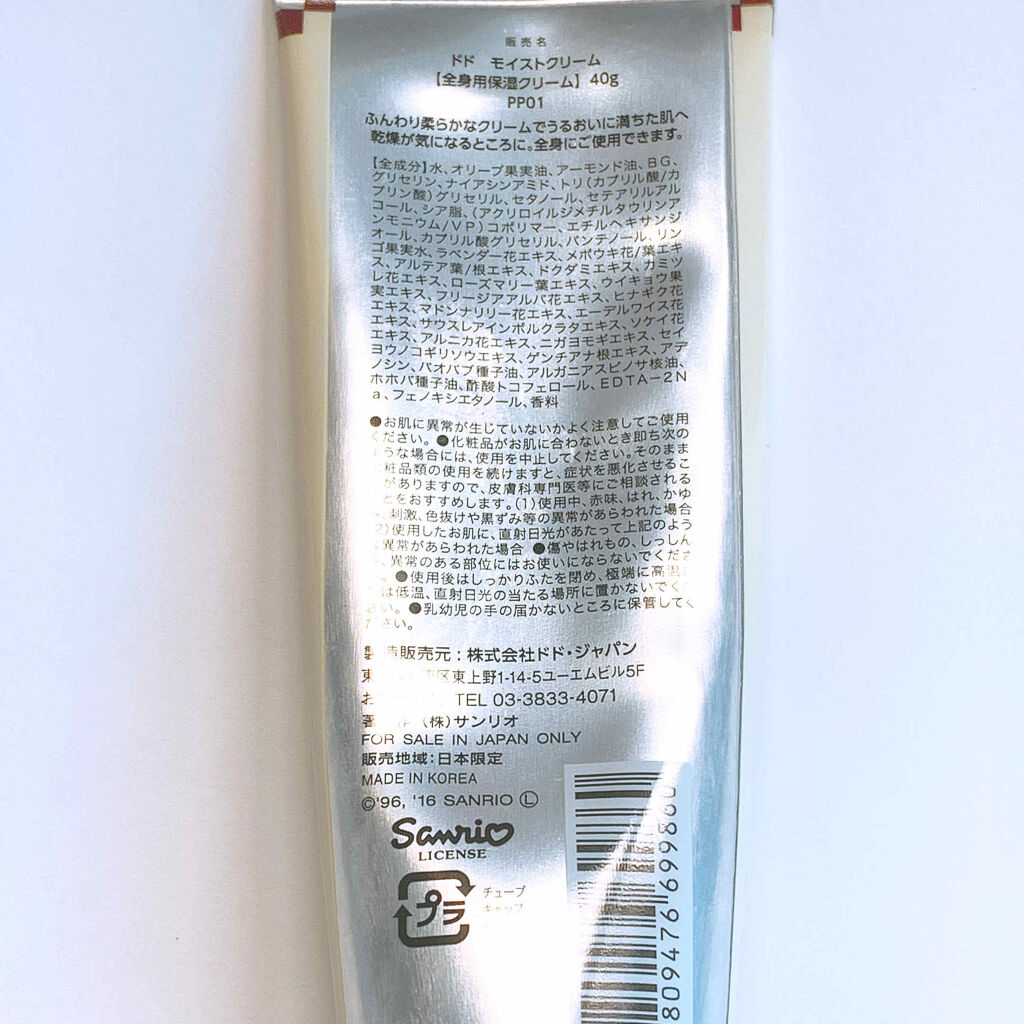 販売名
ドド モイストクリーム
【全身用保湿クリーム】40g
PP01
ふんわり柔らかなクリームでうるおいに満ちた肌へ
乾燥が気になるところに。全身にご使用できます。
【全成分】水、オリーブ果実油、アーモンド油、BG、
グリセリン、ナイアシンアミド、トリ(カプリル酸/カ
プリン酸)グリセリル、セタノール、セテアリルアル
コール、シア脂、(アクリロイルジメチルタウリンア
ンモニウム/VP)コポリマー、エチルヘキサンジ
オール、カプリル酸グリセリル、パンテノール、リン
ゴ果実水、ラベンダー花エキス、メボウキ花/葉エキ
ス、アルテア葉/根エキス、ドクダミエキス、カミツ
レ花エキス、ローズマリー葉エキス、ウイキョウ果
実エキス、フリージアアルバ花エキス、ヒナギク花
エキス、マドンナリリー花エキス、エーデルワイス花
エキス、サウスレアインボルクラタエキス、ソケイ花
エキス、アルニカ花エキス、ニガヨモギエキス、セイ
ヨウノコギリソウエキス、ゲンチアナ根エキス、アデ
ノシン、バオバブ種子油、アルガニアスピノサ核油、
ホホバ種子油、酢酸トコフェロール、EDTA-2N
a、フェノキシエタノール、香料
●お肌に異常が生じていないかよく注意してご使用
ください。●化粧品がお肌に合わないとき即ち次の
ような場合には、使用を中止してください。そのまま
粧品類の使用を続けますと、症状を悪化させるこ
がありますので、皮膚科専門医等にご相談される
とをおすすめします。(1)使用中、赤味、はれ、かゆ
、刺激、色抜けや黒ずみ等の異常があらわれた場合
2)使用したお肌に、直射日光があたって上記のよう
異常があらわれた場合 ●傷やはれもの、しっしん
、異常のある部位にはお使いにならないでくださ
。●使用後はしっかりふたを閉め、極端に高温
は低温、直射日光の当たる場所に置かないでく
さい。●乳幼児の手の届かないところに保管してく
ださい。
製造販売元:株式会社ドド・ジャパン
東 区東上野1-14-5ユーエムビル5F
お TEL 03-3833-4071
著 (株)サンリオ
FOR SALE IN JAPAN ONLY
販売地域:日本限定
MADE IN KOREA
©'96, '16 SANRIO Ⓛ
Sanrio
LICENSE
プラ
チューブ
キャップ